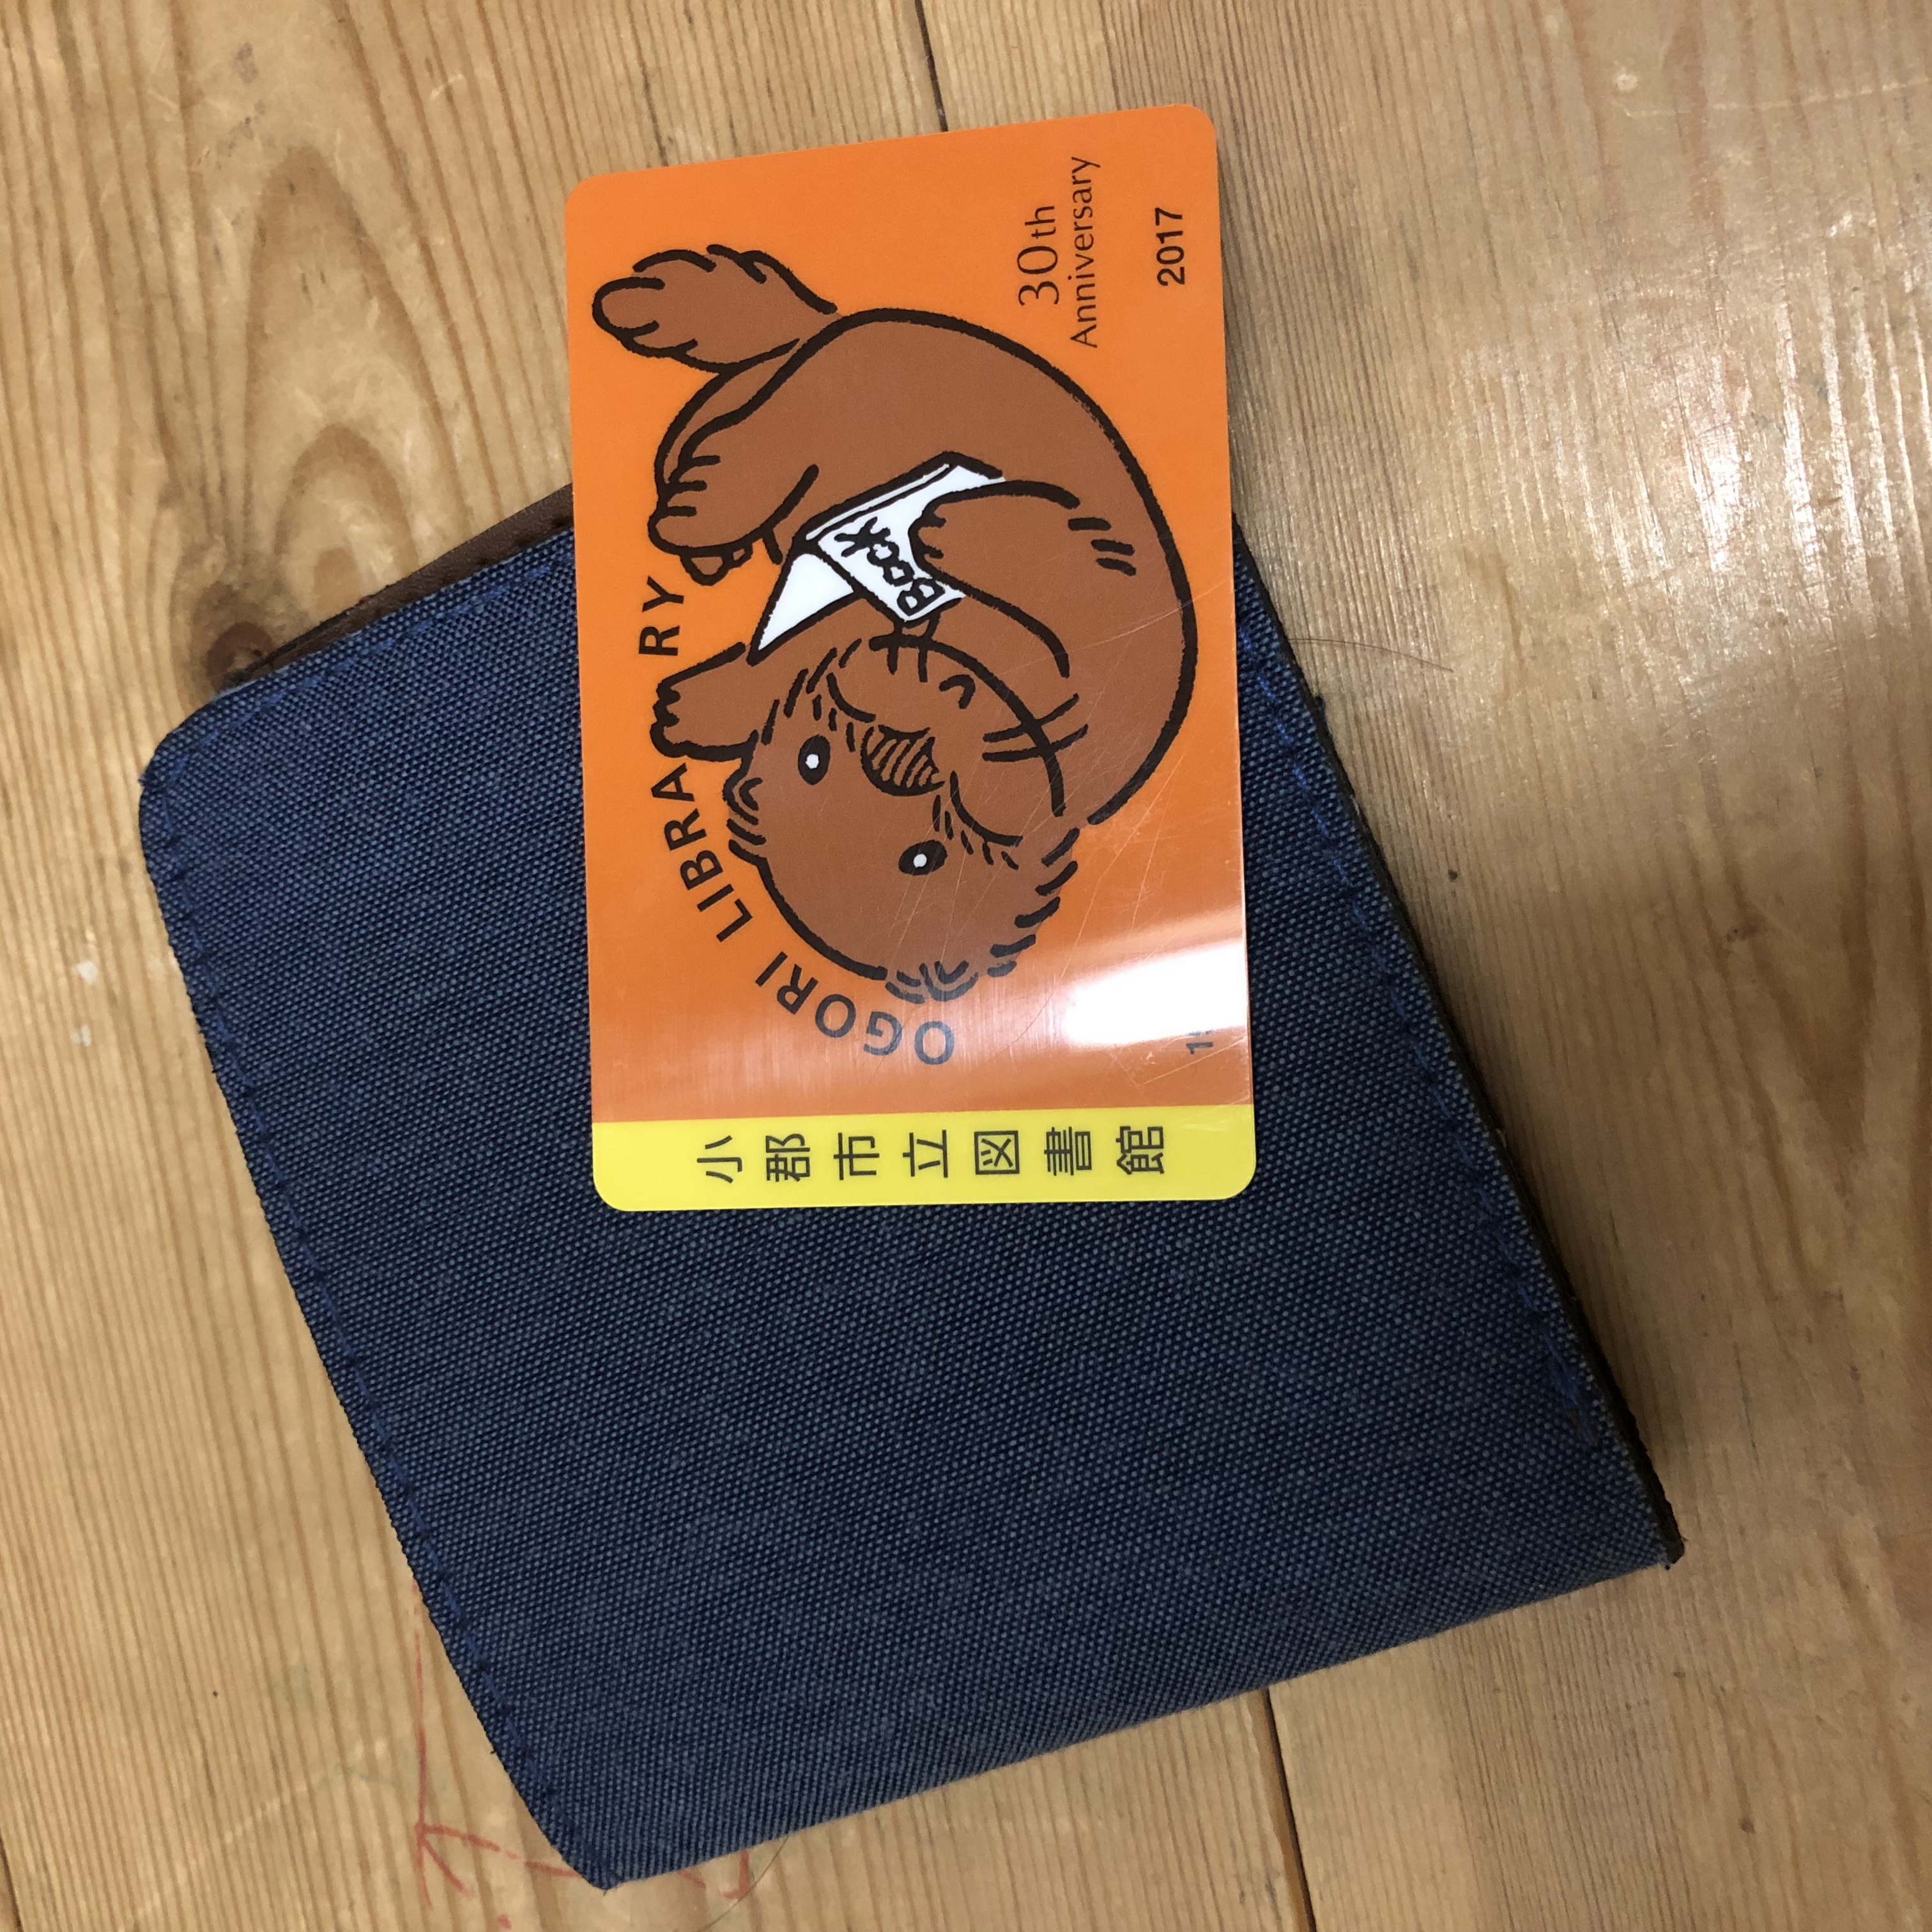 小郡市立図書館
OGORI LIBRARY
BOOK
30th
Anniversary
2017